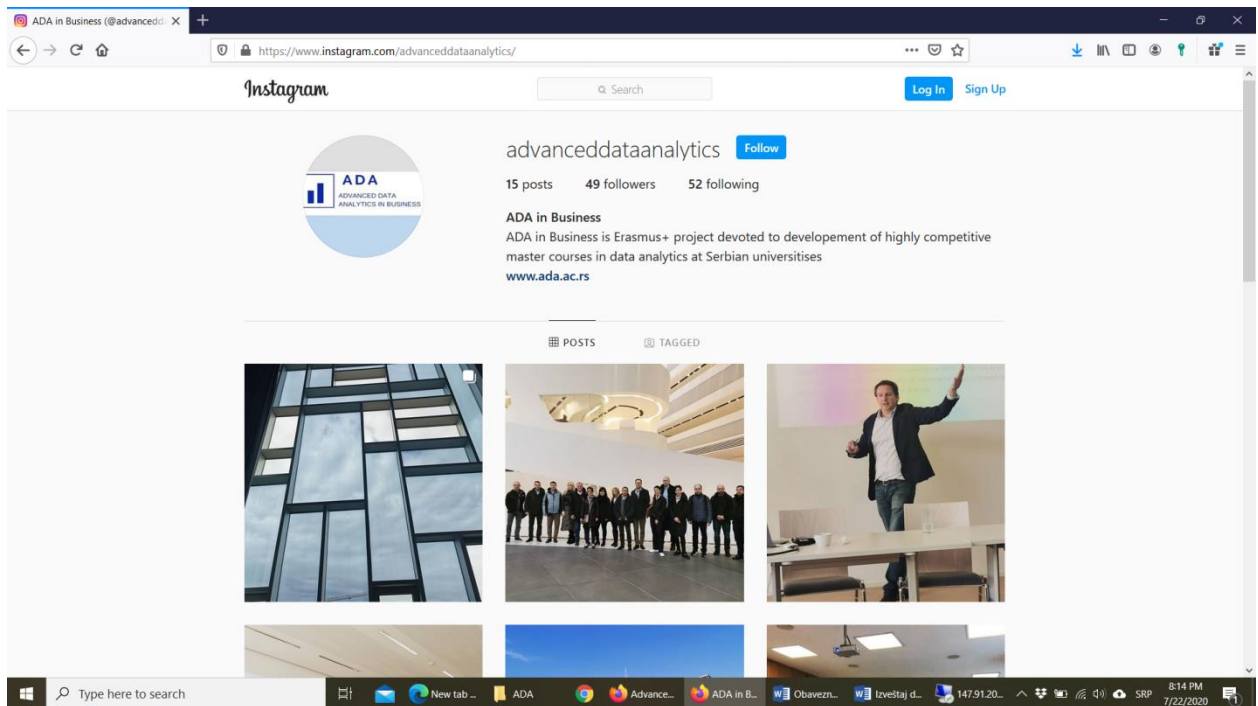 ADA in Business (@advancedd
https://www.instagram.com/advanceddataanalytics/
Instagram
Search
Log In
Sign Up
ADA
ADVANCED DATA
ANALYTICS IN BUSINESS
advanceddataanalytics
Follow
15 posts 49 followers 52 following
ADA in Business
ADA in Business is Erasmus+ project devoted to developement of highly competitive
master courses in data analytics at Serbian universitises
www.ada.ac.rs
POSTS
TAGGED
Type here to search
New tab ...
ADA
Advance...
ADA in B...
Obavezn...
Izveštaj d...
147.91.20...
SRP
8:14 PM
7/22/2020
1